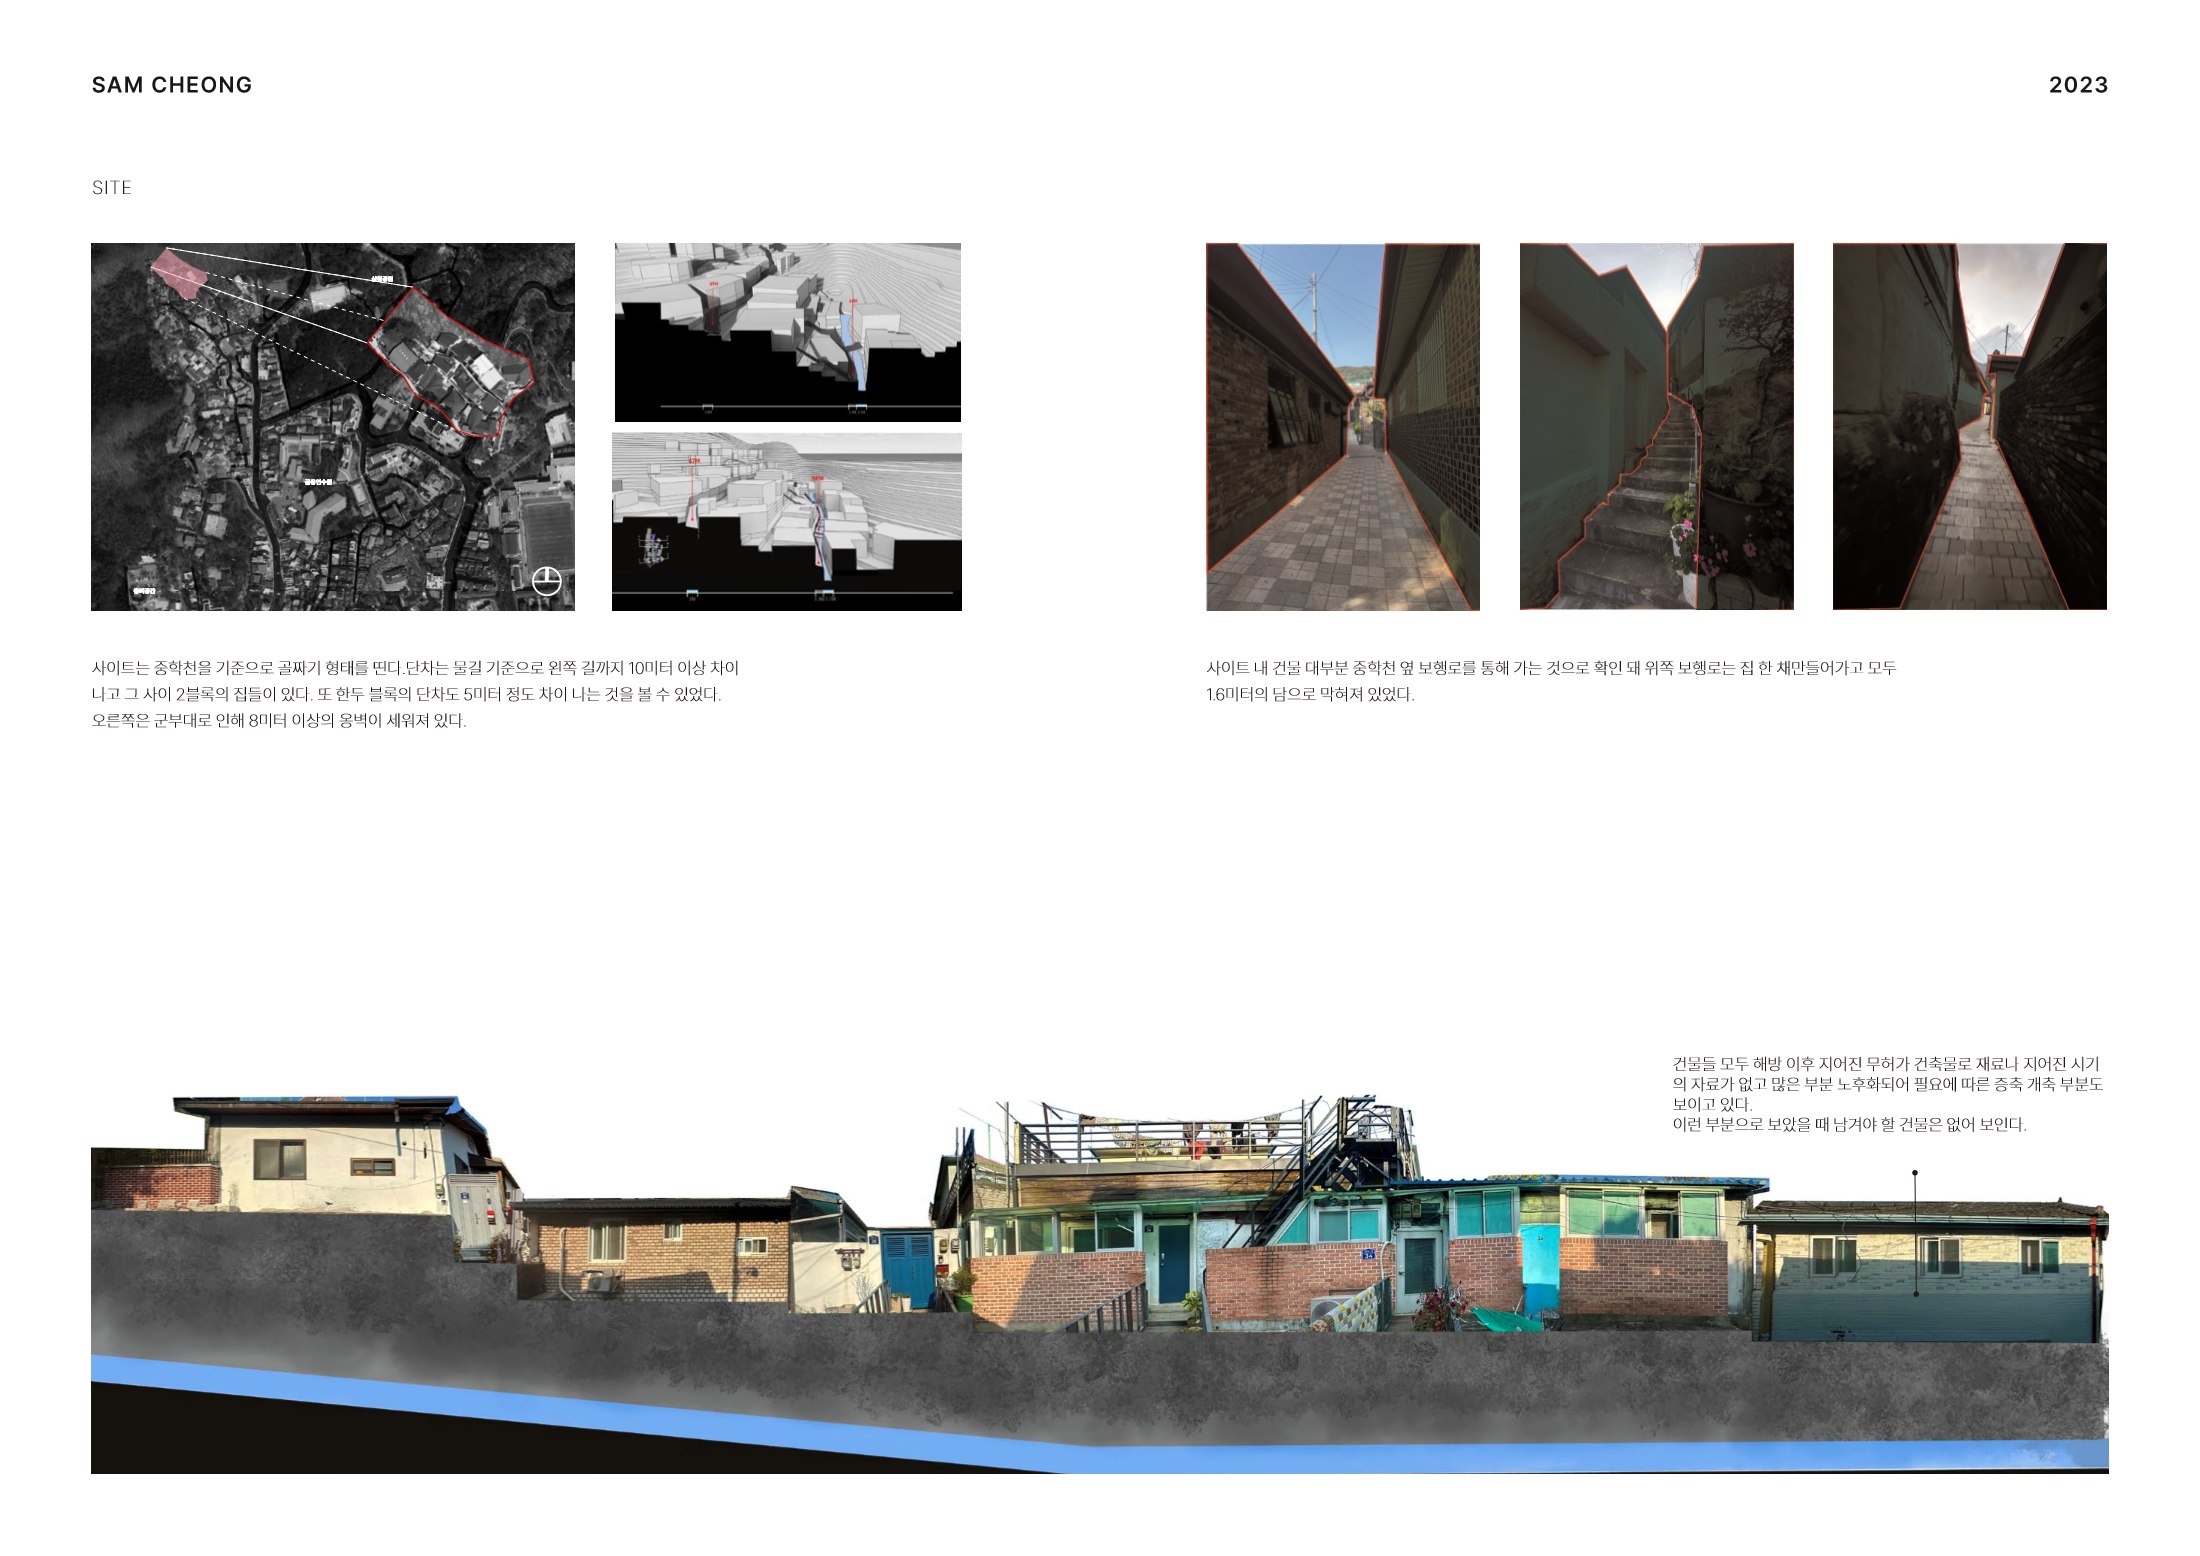 SAM CHEONG
2023
SITE
사이트는 중학천을 기준으로 골짜기 형태를 띤다.단차는 물길 기준으로 왼쪽 길까지 10미터 이상 차이
나고 그 사이 2블록의 집들이 있다. 또 한두 블록의 단차도 5미터 정도 차이 나는 것을 볼 수 있었다.
오른쪽은 군부대로 인해 8미터 이상의 옹벽이 세워져 있다.
사이트 내 건물 대부분 중학천 옆 보행로를 통해 가는 것으로 확인 돼 위쪽 보행로는 집 한 채만들어가고 모두
1.6미터의 담으로 막혀져 있었다.
건물들 모두 해방 이후 지어진 무허가 건축물로 재료나 지어진 시기
의 자료가 없고 많은 부분 노후화되어 필요에 따른 증축 개축 부분도
보이고 있다.
이런 부분으로 보았을 때 남겨야 할 건물은 없어 보인다.